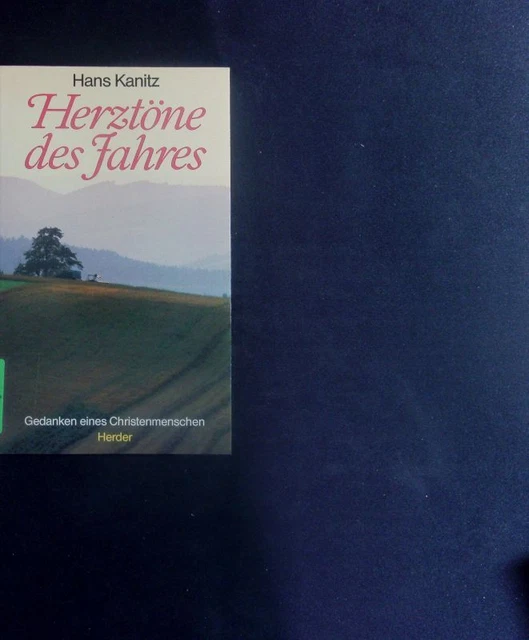 Hans Kanitz
Herztöne
des Jahres
Gedanken eines Christenmenschen
Herder